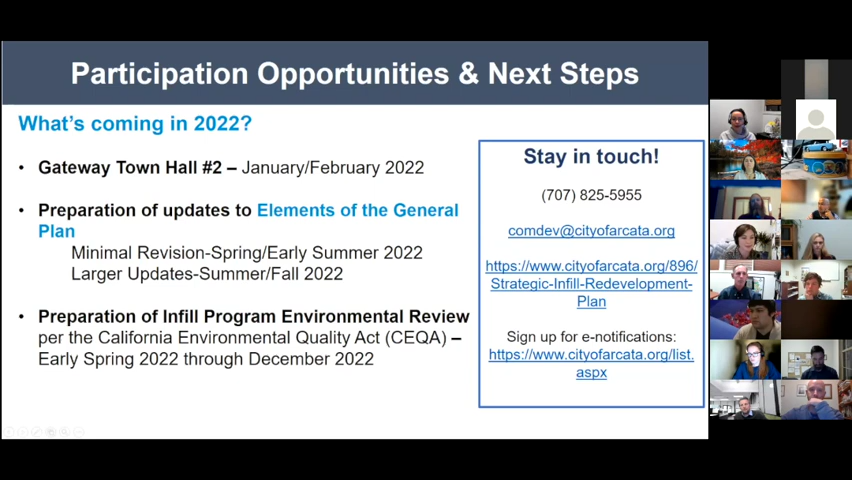 Participation Opportunities & Next Steps
What's coming in 2022?
• Gateway Town Hall #2 – January/February 2022
• Preparation of updates to Elements of the General
Plan
Minimal Revision-Spring/Early Summer 2022
Larger Updates-Summer/Fall 2022
• Preparation of Infill Program Environmental Review
per the California Environmental Quality Act (CEQA) –
Early Spring 2022 through December 2022
Stay in touch!
(707) 825-5955
comdev@cityofarcata.org
https://www.cityofarcata.org/896/
Strategic-Infill-Redevelopment-
Plan
Sign up for e-notifications:
https://www.cityofarcata.org/list.
aspx